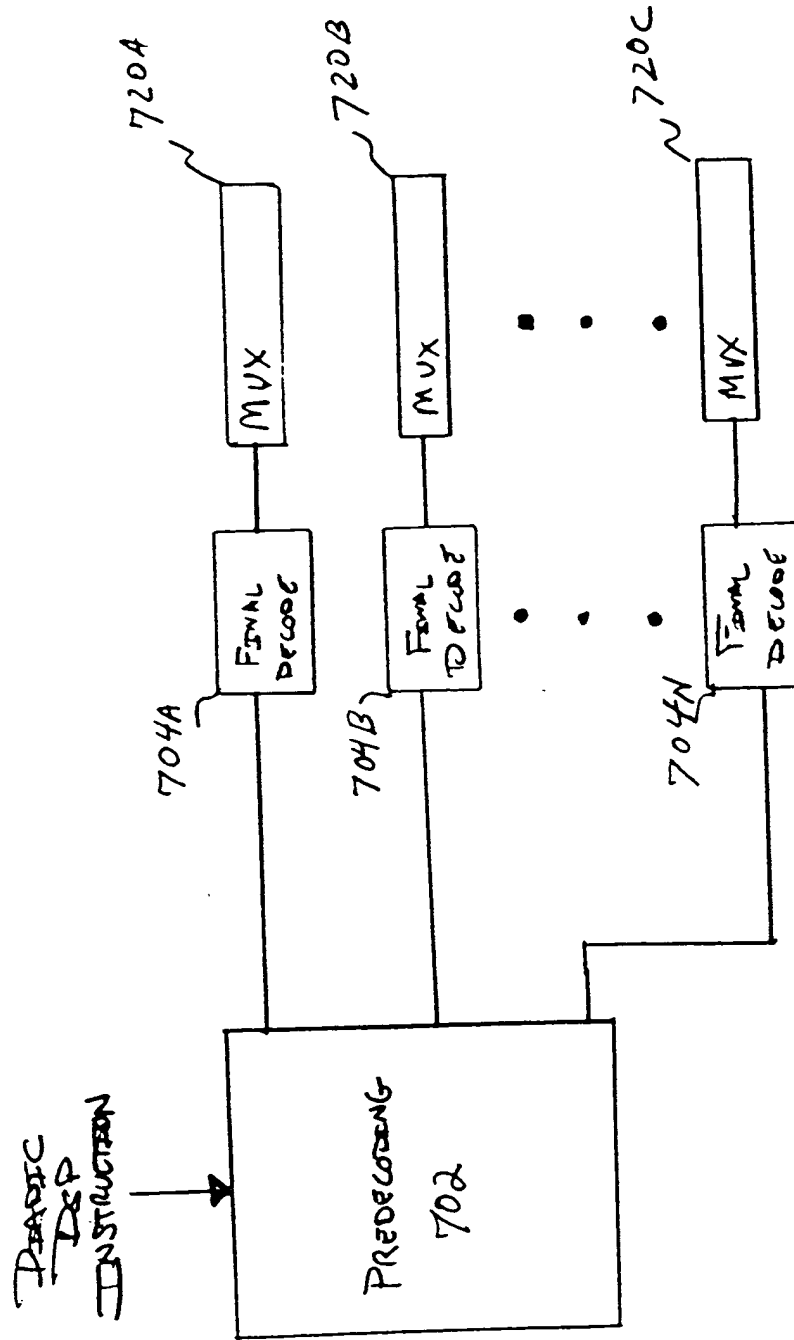 DIADIC
DSP
INSTRUCTION
PREDECODING
702
704A
FINAL
DECODE
MUX
720A
704B
FINAL
DECODE
MUX
720B
704N
FINAL
DECODE
MUX
720C